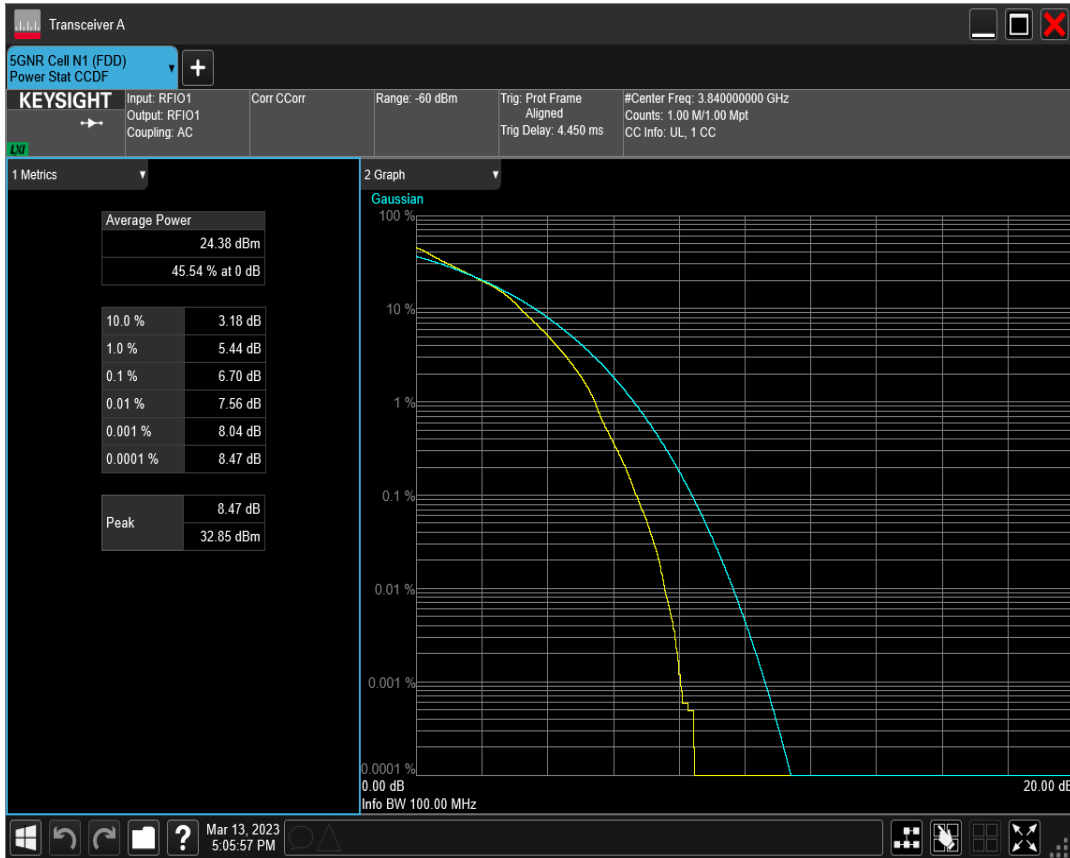 Transceiver A
5GNR Cell N1 (FDD)
Power Stat CCDF
+
KEYSIGHT
LXI
Input: RFIO1
Output: RFIO1
Coupling: AC
Corr CCorr
Range: -60 dBm
Trig: Prot Frame
Aligned
Trig Delay: 4.450 ms
#Center Freq: 3.840000000 GHz
Counts: 1.00 M/1.00 Mpt
CC Info: UL, 1 CC
1 Metrics
Average Power
24.38 dBm
45.54 % at 0 dB
10.0 % 3.18 dB
1.0 % 5.44 dB
0.1 % 6.70 dB
0.01 % 7.56 dB
0.001 % 8.04 dB
0.0001 % 8.47 dB
Peak
8.47 dB
32.85 dBm
2 Graph
Gaussian
100 %
10 %
1 %
0.1 %
0.01 %
0.001 %
0.0001 %
0.00 dB 20.00 dB
Info BW 100.00 MHz
?
Mar 13, 2023
5:05:57 PM